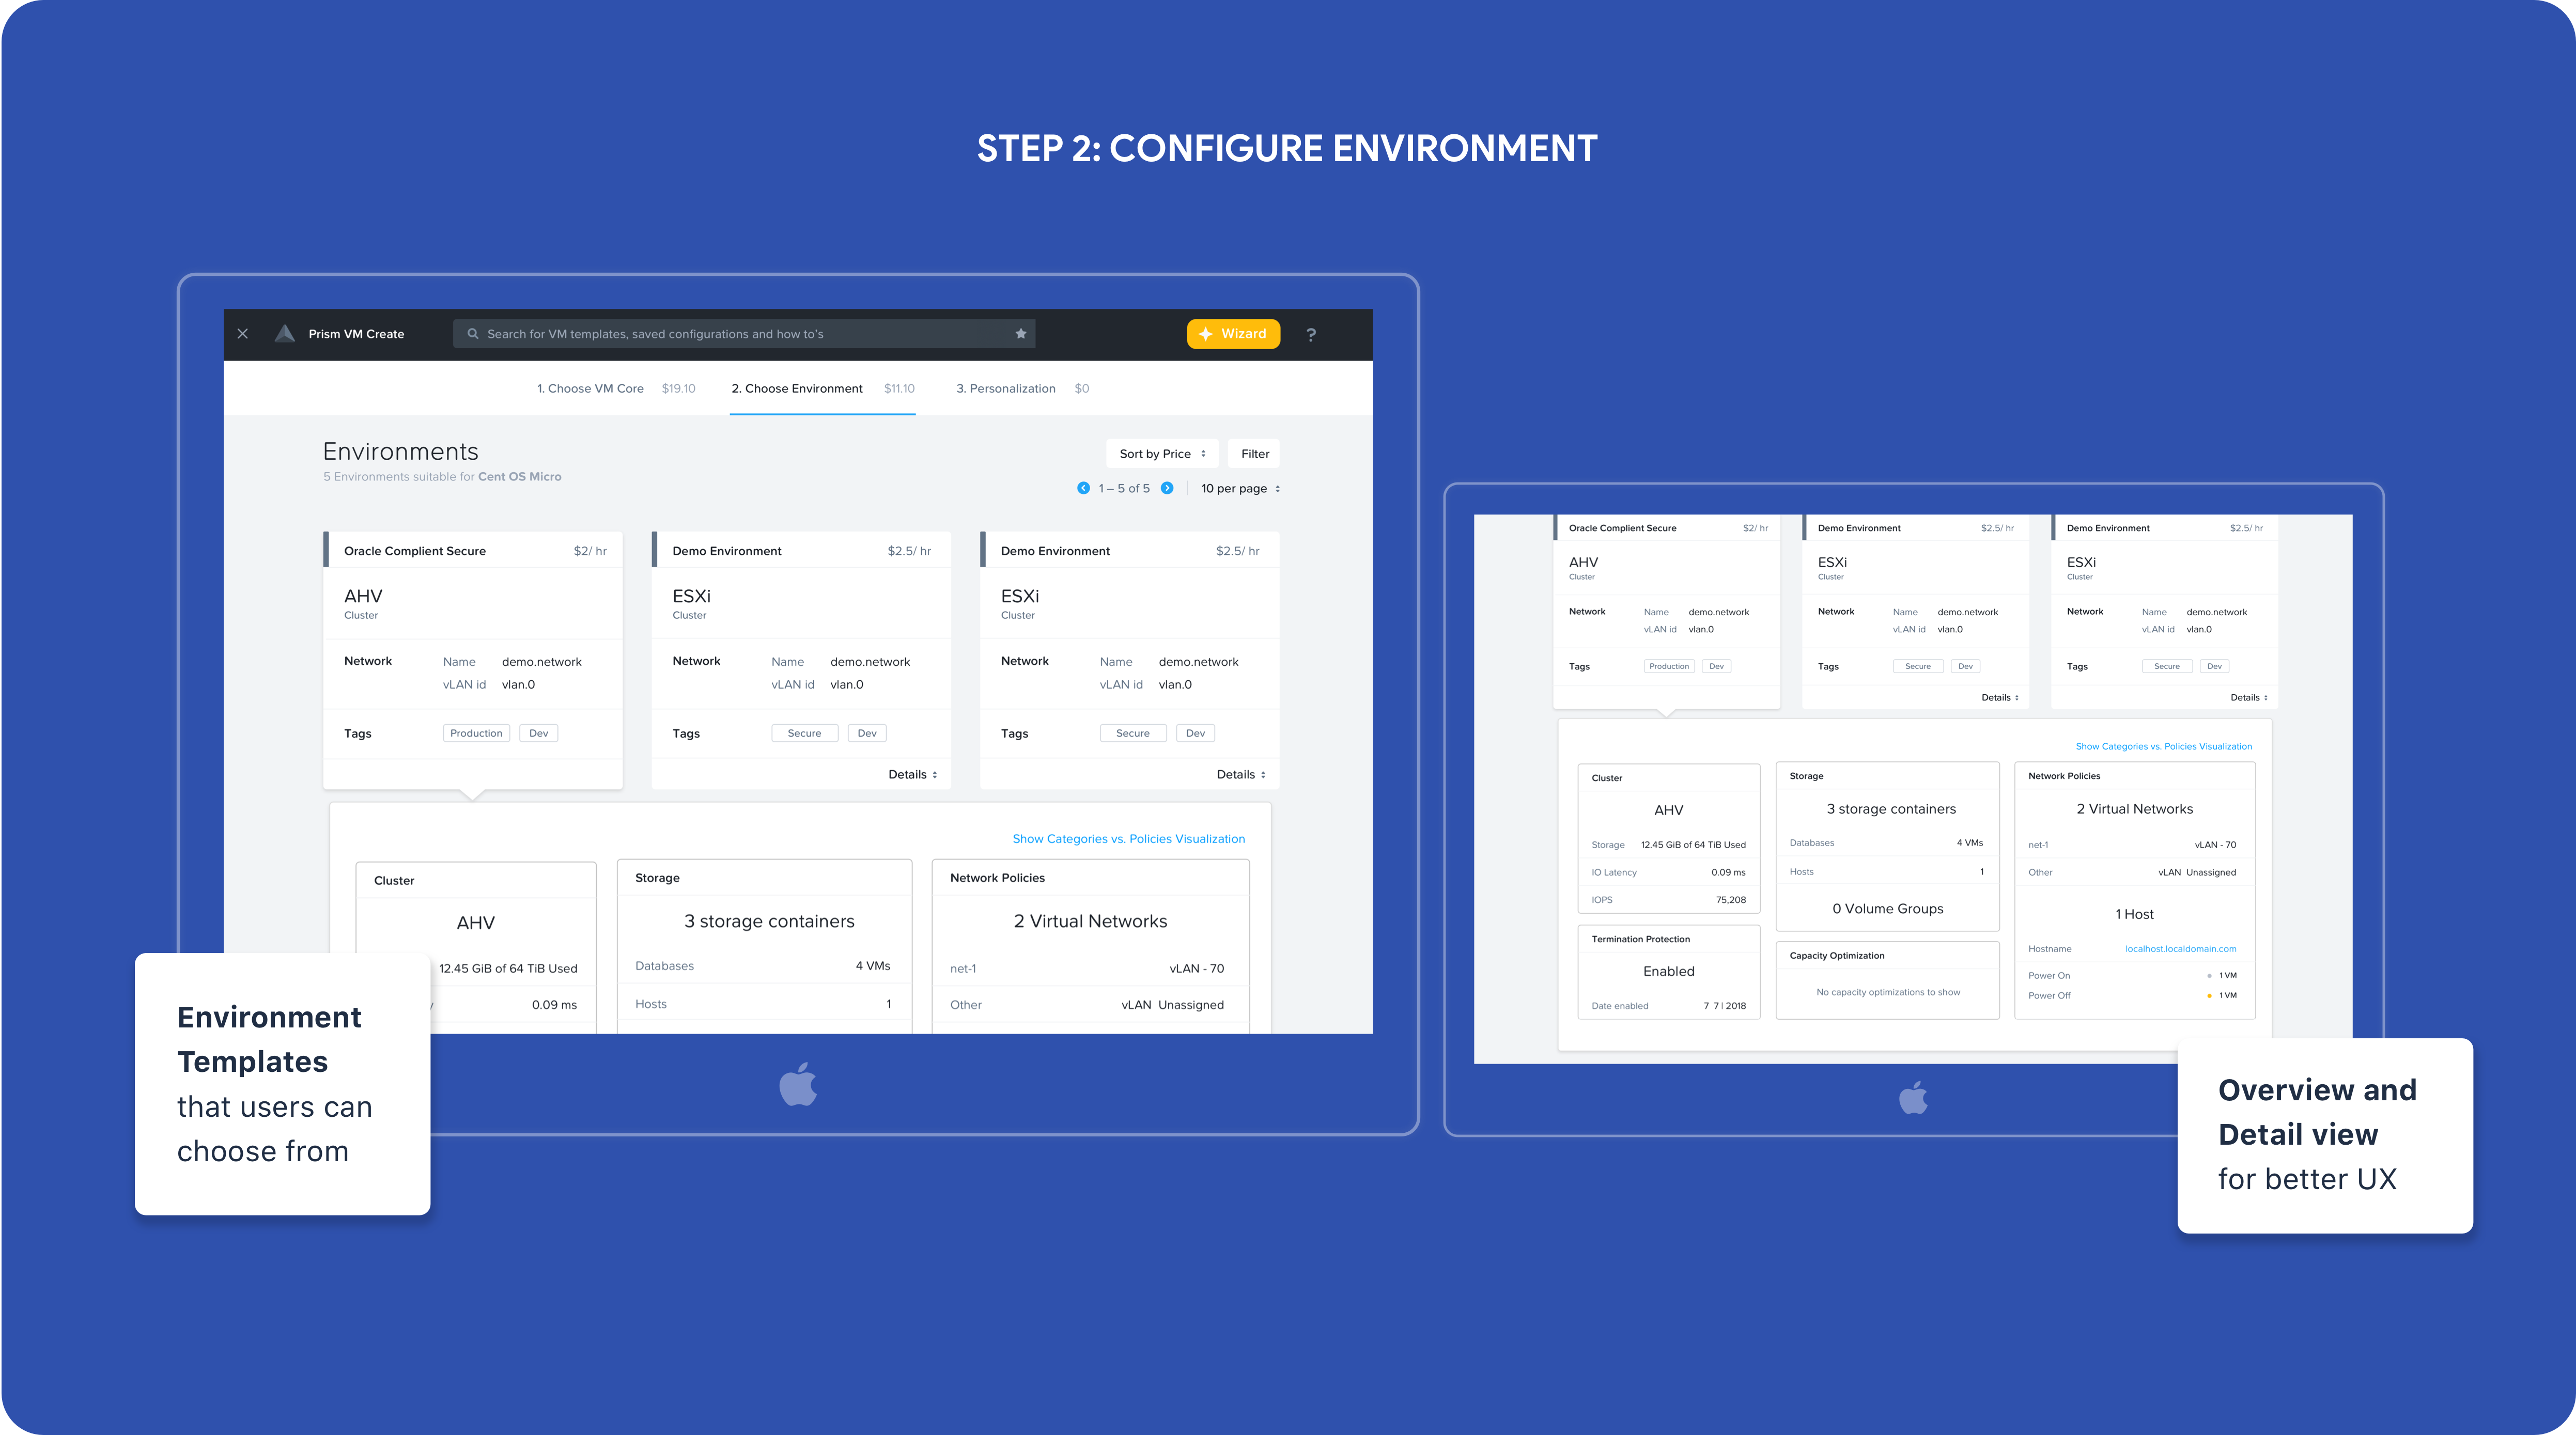 STEP 2: CONFIGURE ENVIRONMENT
Prism VM Create
Search for VM templates, saved configurations and how to's
Wizard
?
1. Choose VM Core $19.10
2. Choose Environment $11.10
3. Personalization $0
Environments
Sort by Price
Filter
5 Environments suitable for Cent OS Micro
1 – 5 of 5
10 per page
Oracle Complient Secure $2/ hr
AHV
Cluster
Network Name demo.network
vLAN id vlan.0
Tags Production Dev
Demo Environment $2.5/ hr
ESXi
Cluster
Network Name demo.network
vLAN id vlan.0
Tags Secure Dev
Details
Demo Environment $2.5/ hr
ESXi
Cluster
Network Name demo.network
vLAN id vlan.0
Tags Secure Dev
Details
Show Categories vs. Policies Visualization
Cluster
AHV
12.45 GiB of 64 TiB Used
0.09 ms
Storage
3 storage containers
Databases 4 VMs
Hosts 1
Network Policies
2 Virtual Networks
net-1 vLAN - 70
Other vLAN Unassigned
Environment
Templates
that users can
choose from
Oracle Complient Secure $2/ hr
AHV
Cluster
Network Name demo.network
vLAN id vlan.0
Tags Production Dev
Demo Environment $2.5/ hr
ESXi
Cluster
Network Name demo.network
vLAN id vlan.0
Tags Secure Dev
Details
Demo Environment $2.5/ hr
ESXi
Cluster
Network Name demo.network
vLAN id vlan.0
Tags Secure Dev
Details
Show Categories vs. Policies Visualization
Cluster
AHV
Storage 12.45 GiB of 64 TiB Used
IO Latency 0.09 ms
IOPS 75,208
Termination Protection
Enabled
Date enabled 7 7 | 2018
Storage
3 storage containers
Databases 4 VMs
Hosts 1
0 Volume Groups
Capacity Optimization
No capacity optimizations to show
Network Policies
2 Virtual Networks
net-1 vLAN - 70
Other vLAN Unassigned
1 Host
Hostname localhost.localdomain.com
Power On 1 VM
Power Off 1 VM
Overview and
Detail view
for better UX